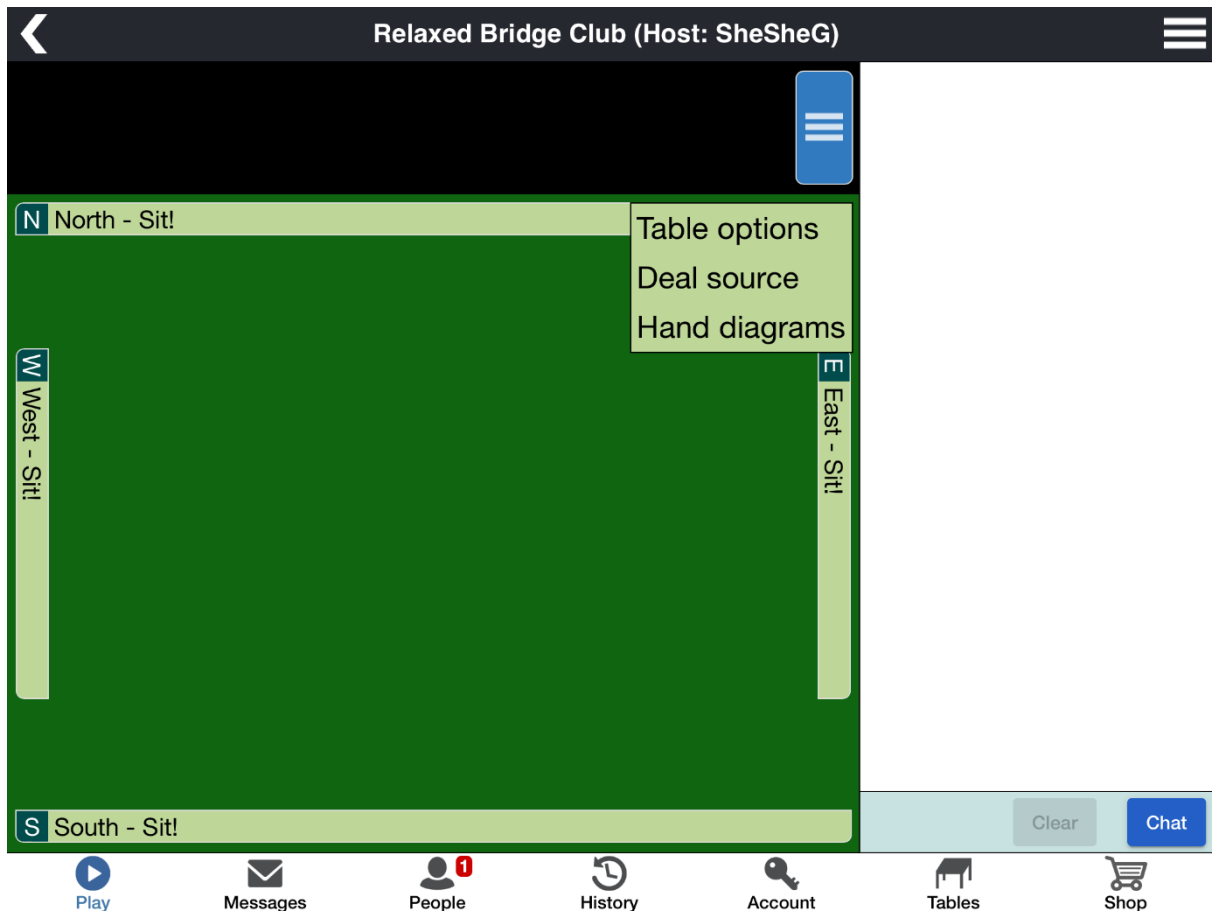 Relaxed Bridge Club (Host: SheSheG)
N North - Sit!
Table options
Deal source
Hand diagrams
W West - Sit!
E East - Sit!
S South - Sit!
Clear
Chat
Play
Messages
People 1
History
Account
Tables
Shop